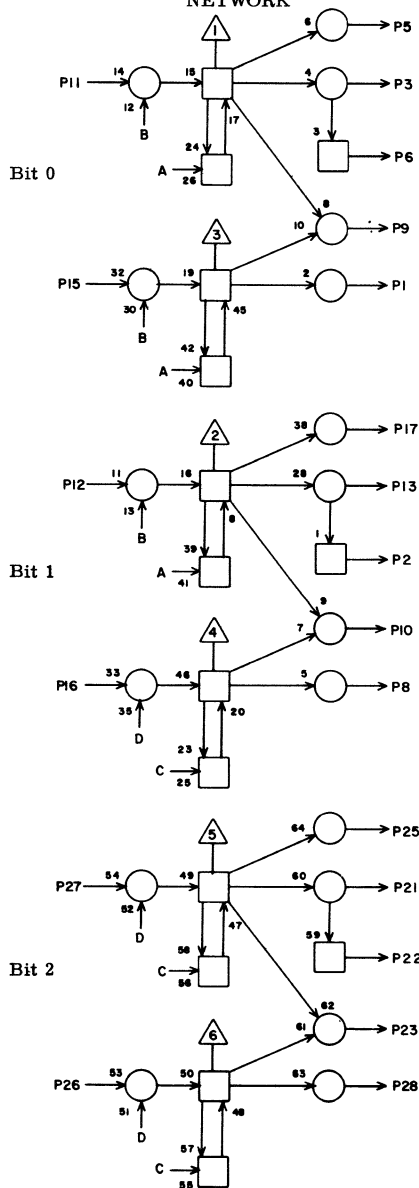 NETWORK
1
6
P5
P11
14
15
4
P3
12
17
3
B
24
P6
A
26
Bit 0
8
3
10
P9
P15
32
19
2
P1
30
45
B
42
A
40
2
38
P17
P12
11
16
28
P13
13
8
1
B
39
P2
A
41
Bit 1
9
4
7
P10
P16
33
46
5
P8
35
20
D
23
C
25
5
64
P25
P27
54
49
60
P21
52
47
59
D
58
P22
C
56
Bit 2
62
6
61
P23
P26
53
50
63
P28
51
48
D
57
C
55